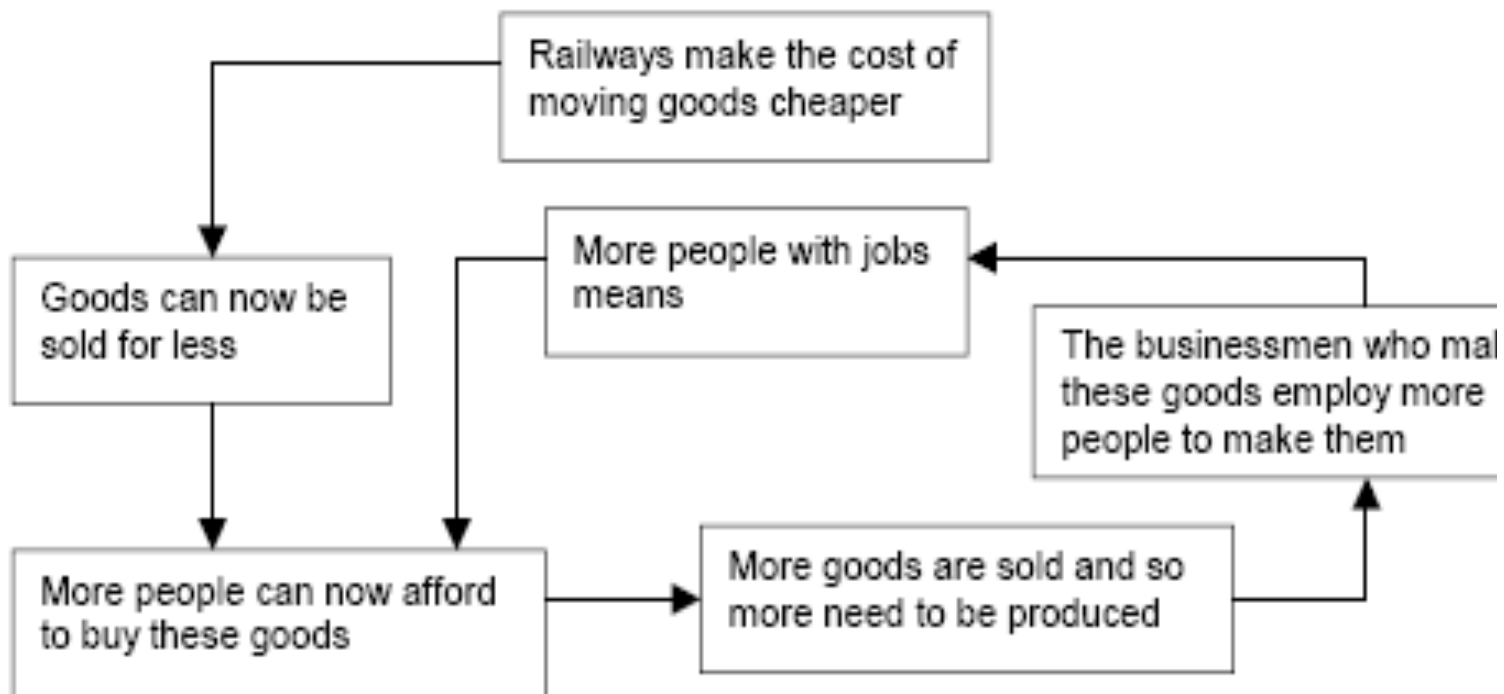 Railways make the cost of
moving goods cheaper
Goods can now be
sold for less
More people with jobs
means
The businessmen who
these goods employ more
people to make them
More people can now afford
to buy these goods
More goods are sold and so
more need to be produced